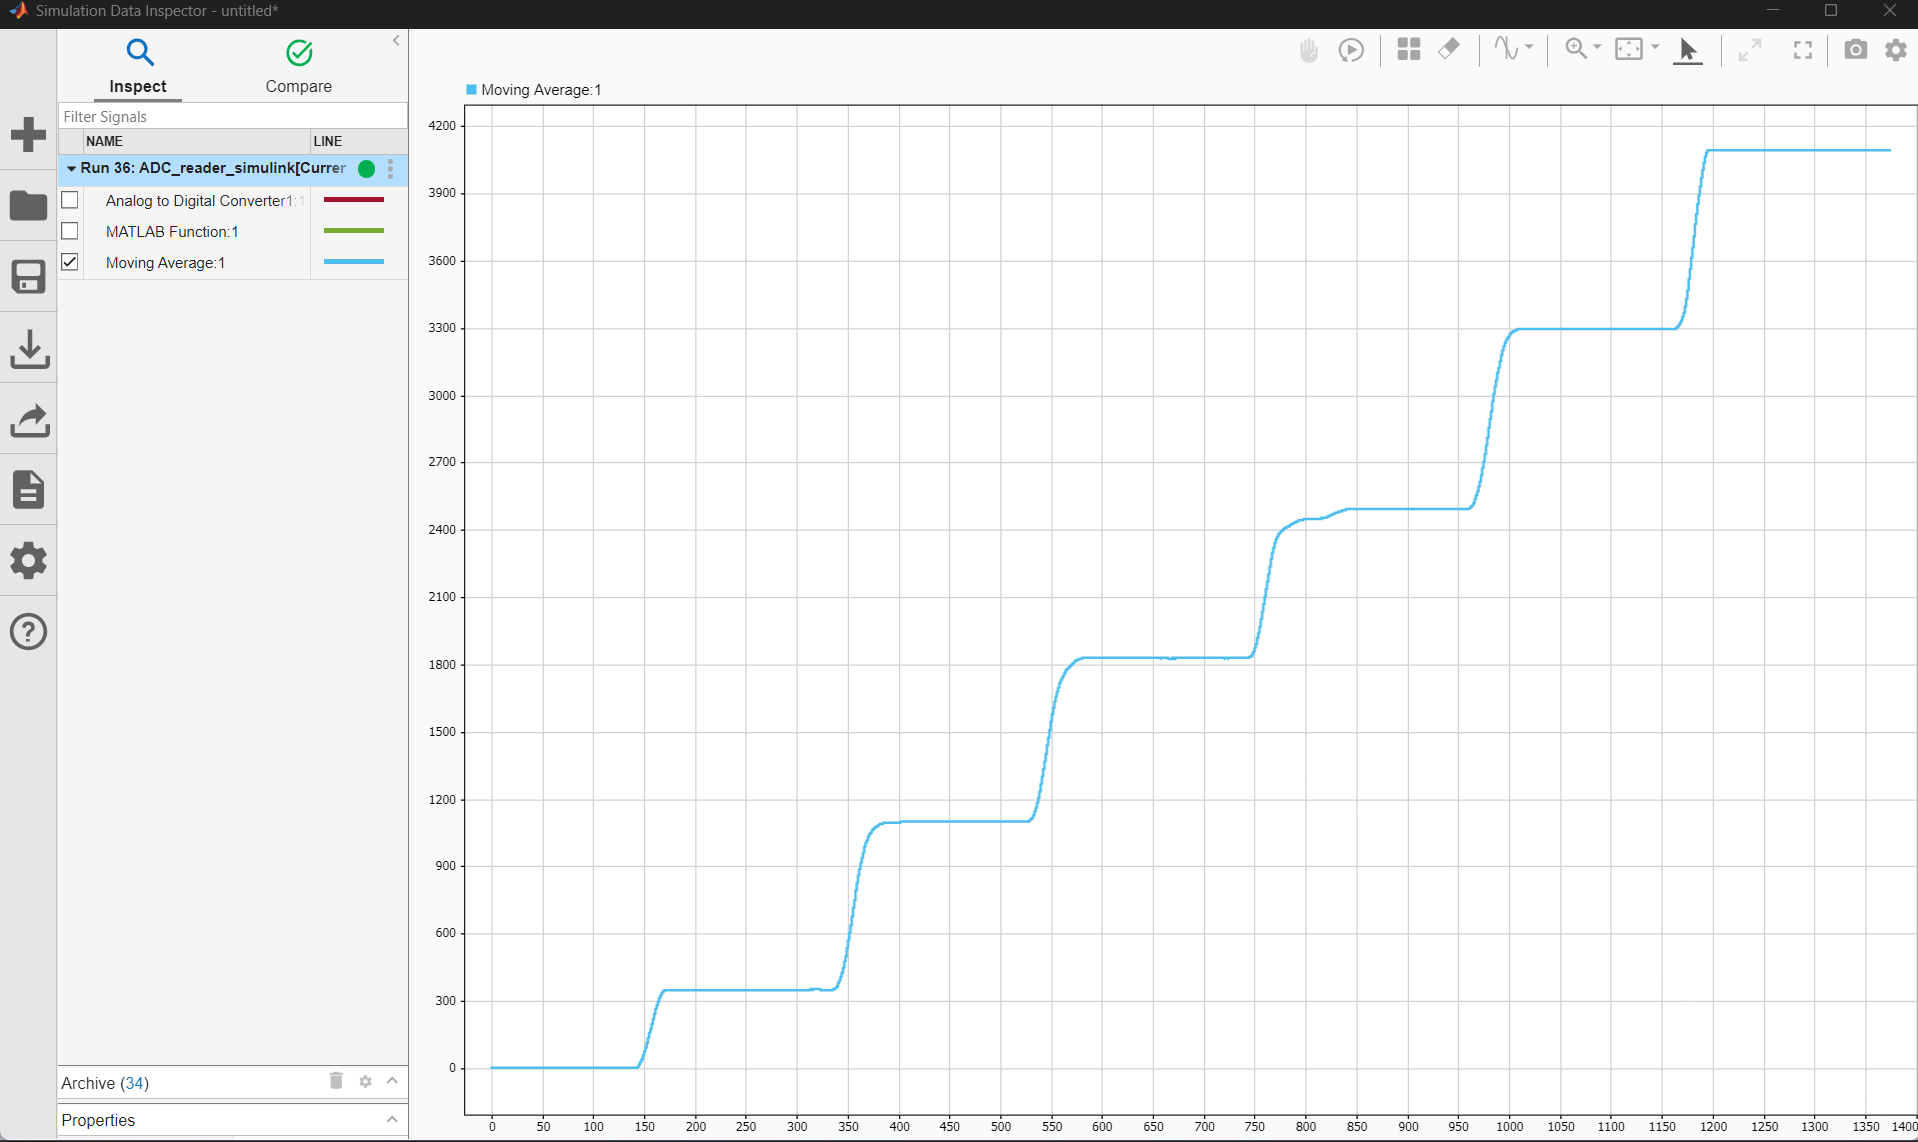 Simulation Data Inspector - untitled*
Inspect
Compare
Filter Signals
NAME LINE
Run 36: ADC_reader_simulink[Curre
Analog to Digital Converter1:1
MATLAB Function:1
Moving Average:1
Archive (34)
Properties
Moving Average:1
4200
3900
3600
3300
3000
2700
2400
2100
1800
1500
1200
900
600
300
0
0 50 100 150 200 250 300 350 400 450 500 550 600 650 700 750 800 850 900 950 1000 1050 1100 1150 1200 1250 1300 1350 1400